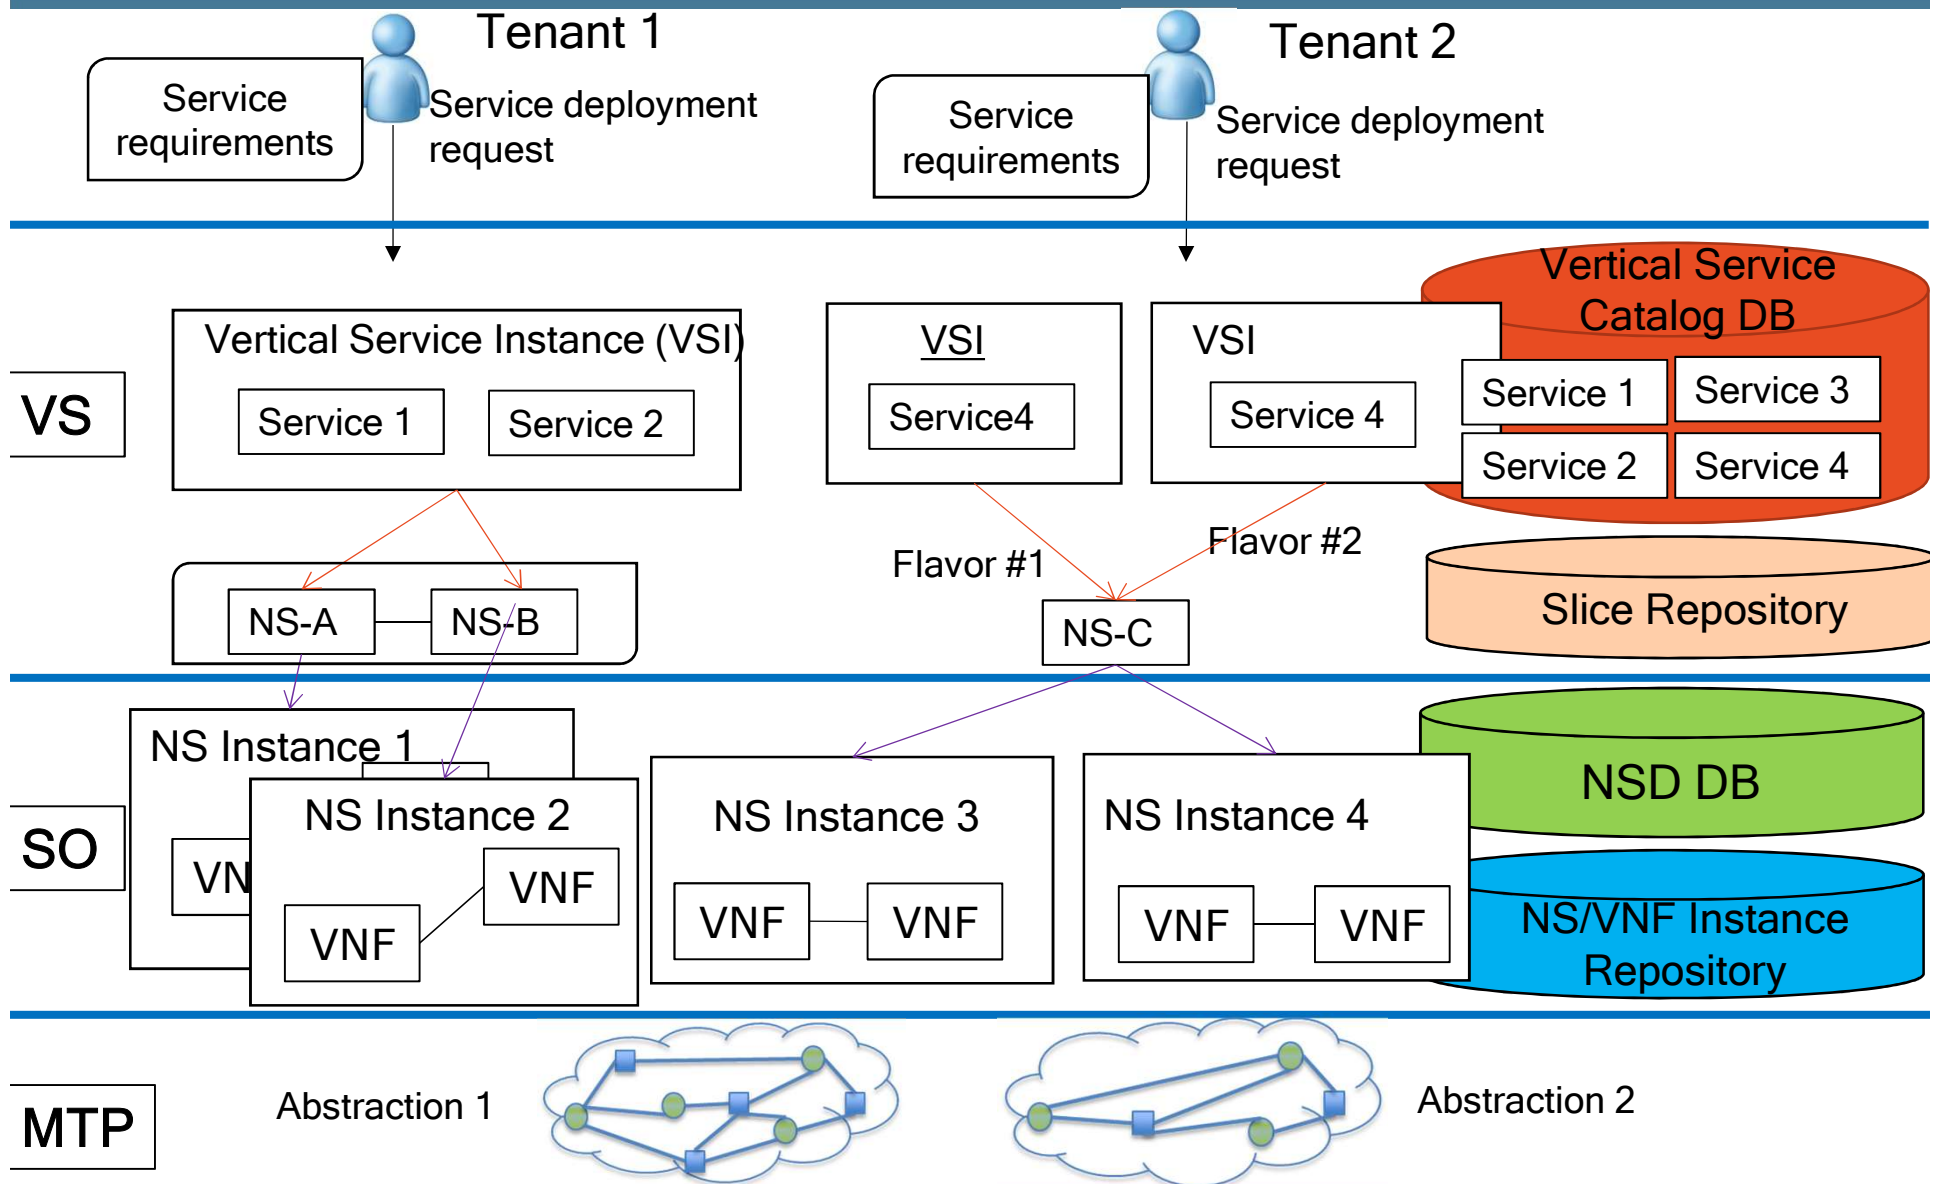 Tenant 1
Service
requirements
Service deployment
request
Tenant 2
Service
requirements
Service deployment
request
VS
Vertical Service Instance (VSI)
Service 1
Service 2
VSI
Service4
VSI
Service 4
Vertical Service
Catalog DB
Service 1
Service 3
Service 2
Service 4
Flavor #1
Flavor #2
NS-A
NS-B
NS-C
Slice Repository
SO
NS Instance 1
VN
NS Instance 2
VNF
VNF
NS Instance 3
VNF
VNF
NS Instance 4
VNF
VNF
NSD DB
NS/VNF Instance
Repository
MTP
Abstraction 1
Abstraction 2